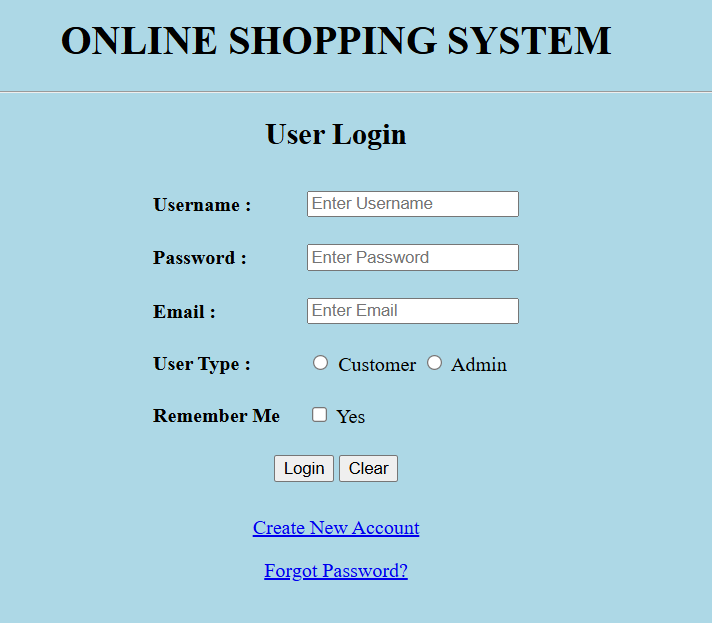 ONLINE SHOPPING SYSTEM
User Login
Username : Enter Username
Password : Enter Password
Email : Enter Email
User Type : Customer Admin
Remember Me Yes
Login Clear
Create New Account
Forgot Password?